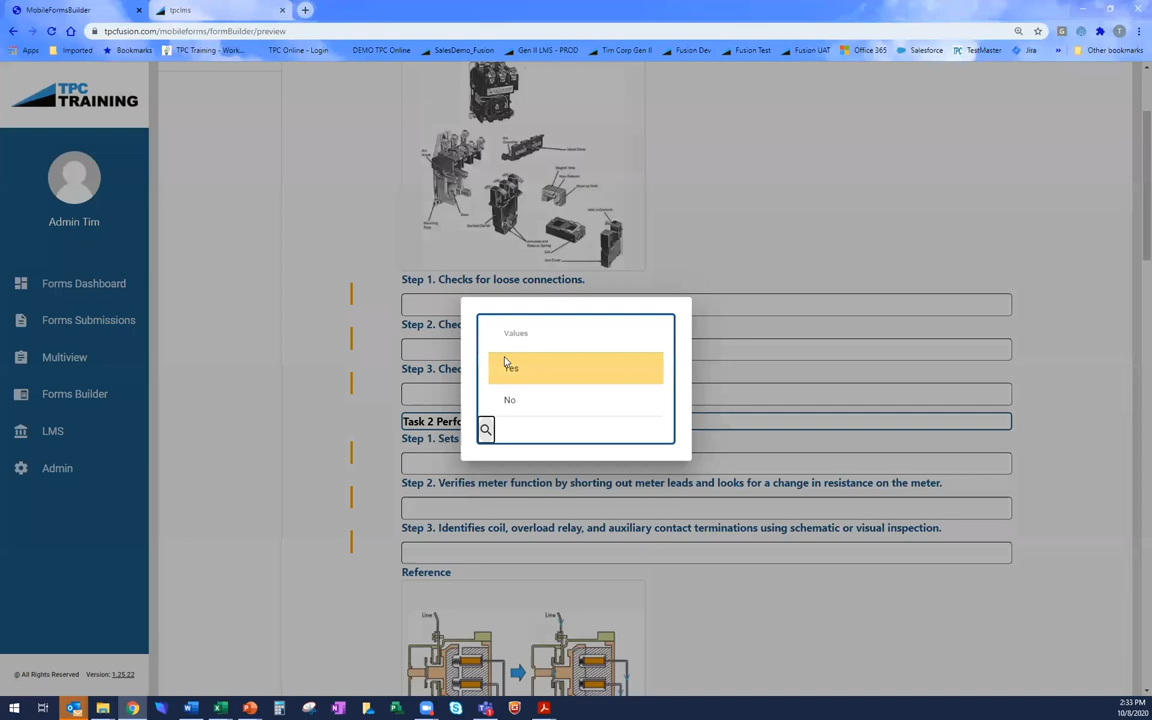 MobileFormsBuilder
tpclms
tpcfusion.com/mobileforms/formBuilder/preview
Apps
Imported
Bookmarks
TPC Training - Work...
TPC Online - Login
DEMO TPC Online
SalesDemo_Fusion
Gen II LMS - PROD
Tim Corp Gen II
Fusion Dev
Fusion Test
Fusion UAT
Office 365
Salesforce
TestMaster
Jira
Other bookmarks
TPC
TRAINING
Admin Tim
Forms Dashboard
Forms Submissions
Multiview
Forms Builder
LMS
Admin
@ All Rights Reserved Version: 1.25.22
Step 1. Checks for loose connections.
Step 2. Chec
Step 3. Chec
Task 2 Perfo
Step 1. Sets
Step 2. Verifies meter function by shorting out meter leads and looks for a change in resistance on the meter.
Step 3. Identifies coil, overload relay, and auxiliary contact terminations using schematic or visual inspection.
Reference
Line
Line
Values
Yes
No
2:33 PM
10/8/2020